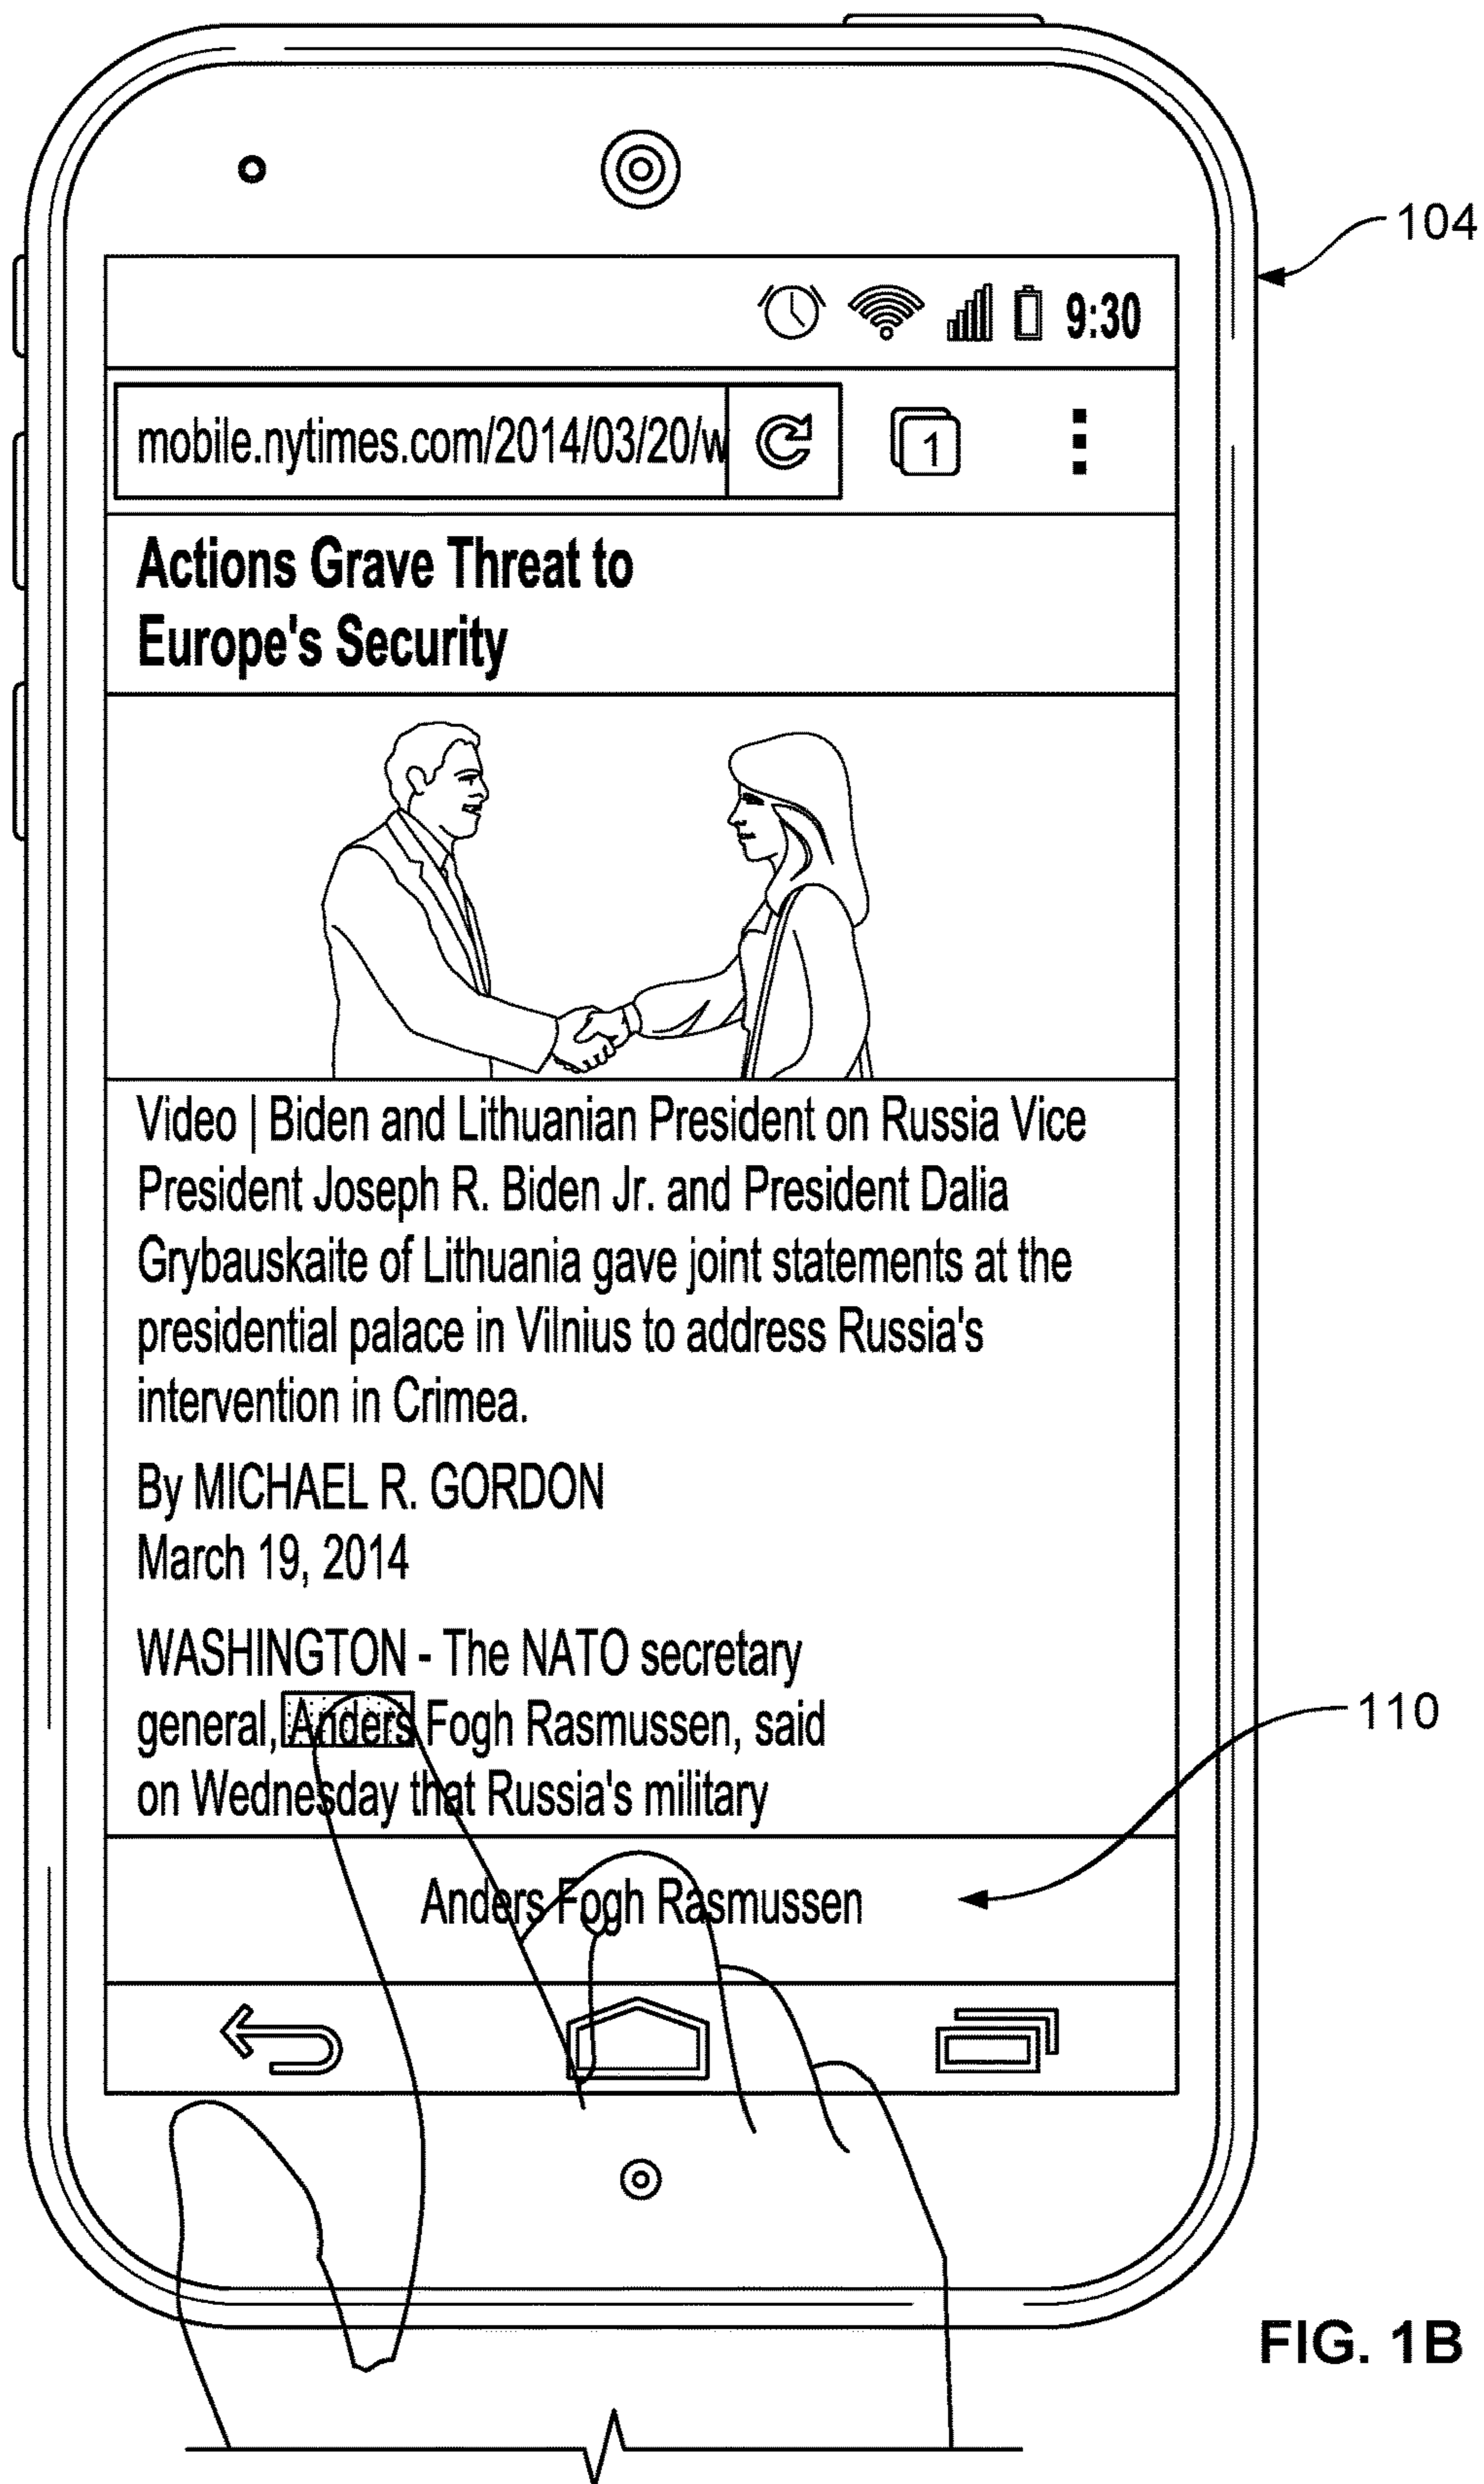 104
9:30
mobile.nytimes.com/2014/03/20/w
1
Actions Grave Threat to
Europe's Security
Video | Biden and Lithuanian President on Russia Vice
President Joseph R. Biden Jr. and President Dalia
Grybauskaite of Lithuania gave joint statements at the
presidential palace in Vilnius to address Russia's
intervention in Crimea.
By MICHAEL R. GORDON
March 19, 2014
WASHINGTON - The NATO secretary
general, Anders Fogh Rasmussen, said
110
on Wednesday that Russia's military
Anders Fogh Rasmussen
FIG. 1B